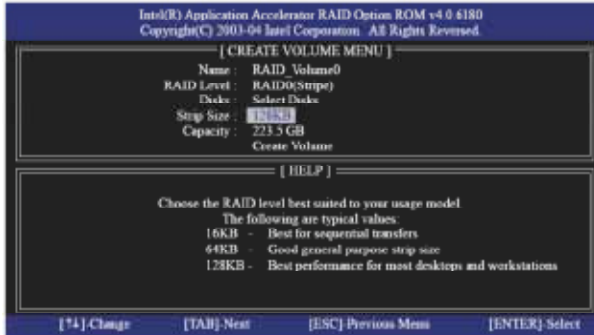 Intel(R) Application Accelerator RAID Option ROM v4.0.6180
Copyright(C) 2003-04 Intel Corporation. All Rights Reversed.
[ CREATE VOLUME MENU ]
Name : RAID_Volume0
RAID Level : RAID0(Stripe)
Disks : Select Disks
Strip Size : 128KB
Capacity : 223.5 GB
Create Volume
[ HELP ]
Choose the RAID level best suited to your usage model
The following are typical values:
16KB - Best for sequential transfers
64KB - Good general purpose strip size
128KB - Best performance for most desktops and workstations
[↑↓]-Change [TAB]-Next [ESC]-Previous Menu [ENTER]-Select